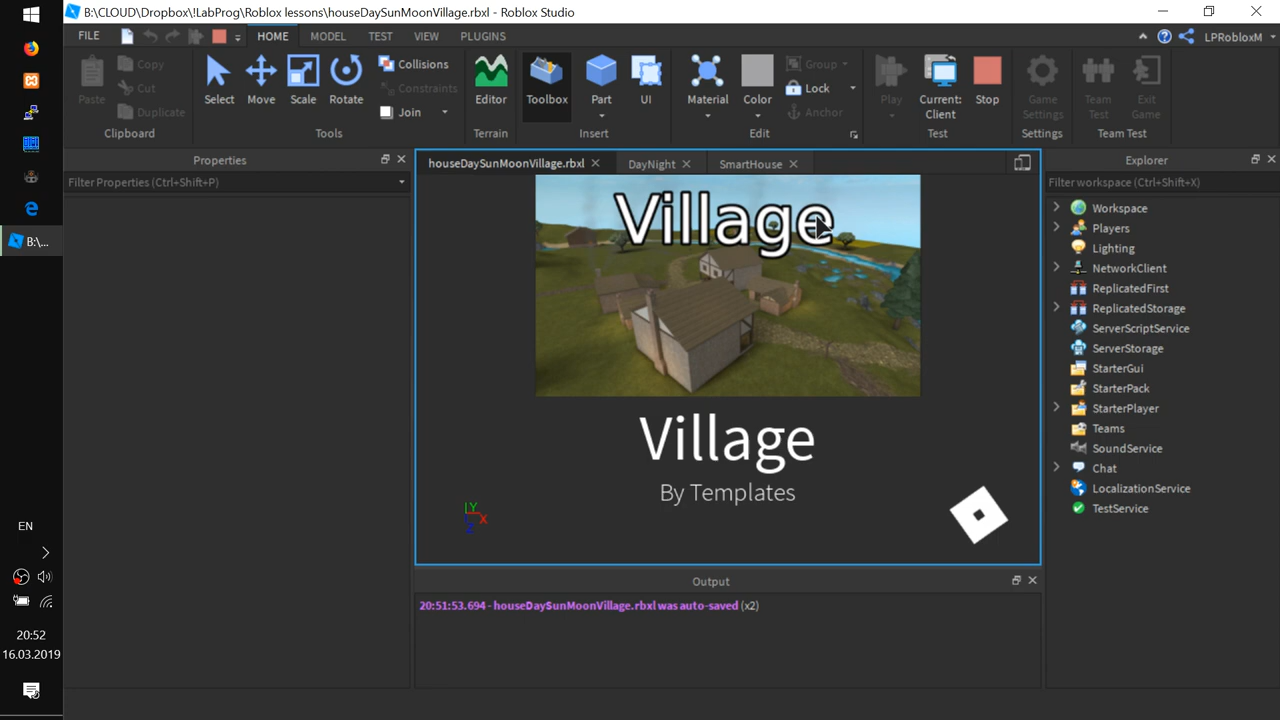 B:\CLOUD\Dropbox\!LabProg\Roblox lessons\houseDaySunMoonVillage.rbxl - Roblox Studio
FILE HOME MODEL TEST VIEW PLUGINS LPRobloxM
Paste Copy Cut Duplicate Clipboard
Select Move Scale Rotate Collisions Constraints Join Tools
Editor Terrain
Toolbox Part UI Insert
Material Color Group Lock Anchor Edit
Play Current: Client Stop Test
Game Settings Settings
Team Test Exit Game Team Test
Properties
Filter Properties (Ctrl+Shift+P)
houseDaySunMoonVillage.rbxl DayNight SmartHouse
Village
Village
By Templates
Y
X
Z
Output
20:51:53.694 - houseDaySunMoonVillage.rbxl was auto-saved (x2)
Explorer
Filter workspace (Ctrl+Shift+X)
Workspace
Players
Lighting
NetworkClient
ReplicatedFirst
ReplicatedStorage
ServerScriptService
ServerStorage
StarterGui
StarterPack
StarterPlayer
Teams
SoundService
Chat
LocalizationService
TestService
B:\...
EN
20:52
16.03.2019